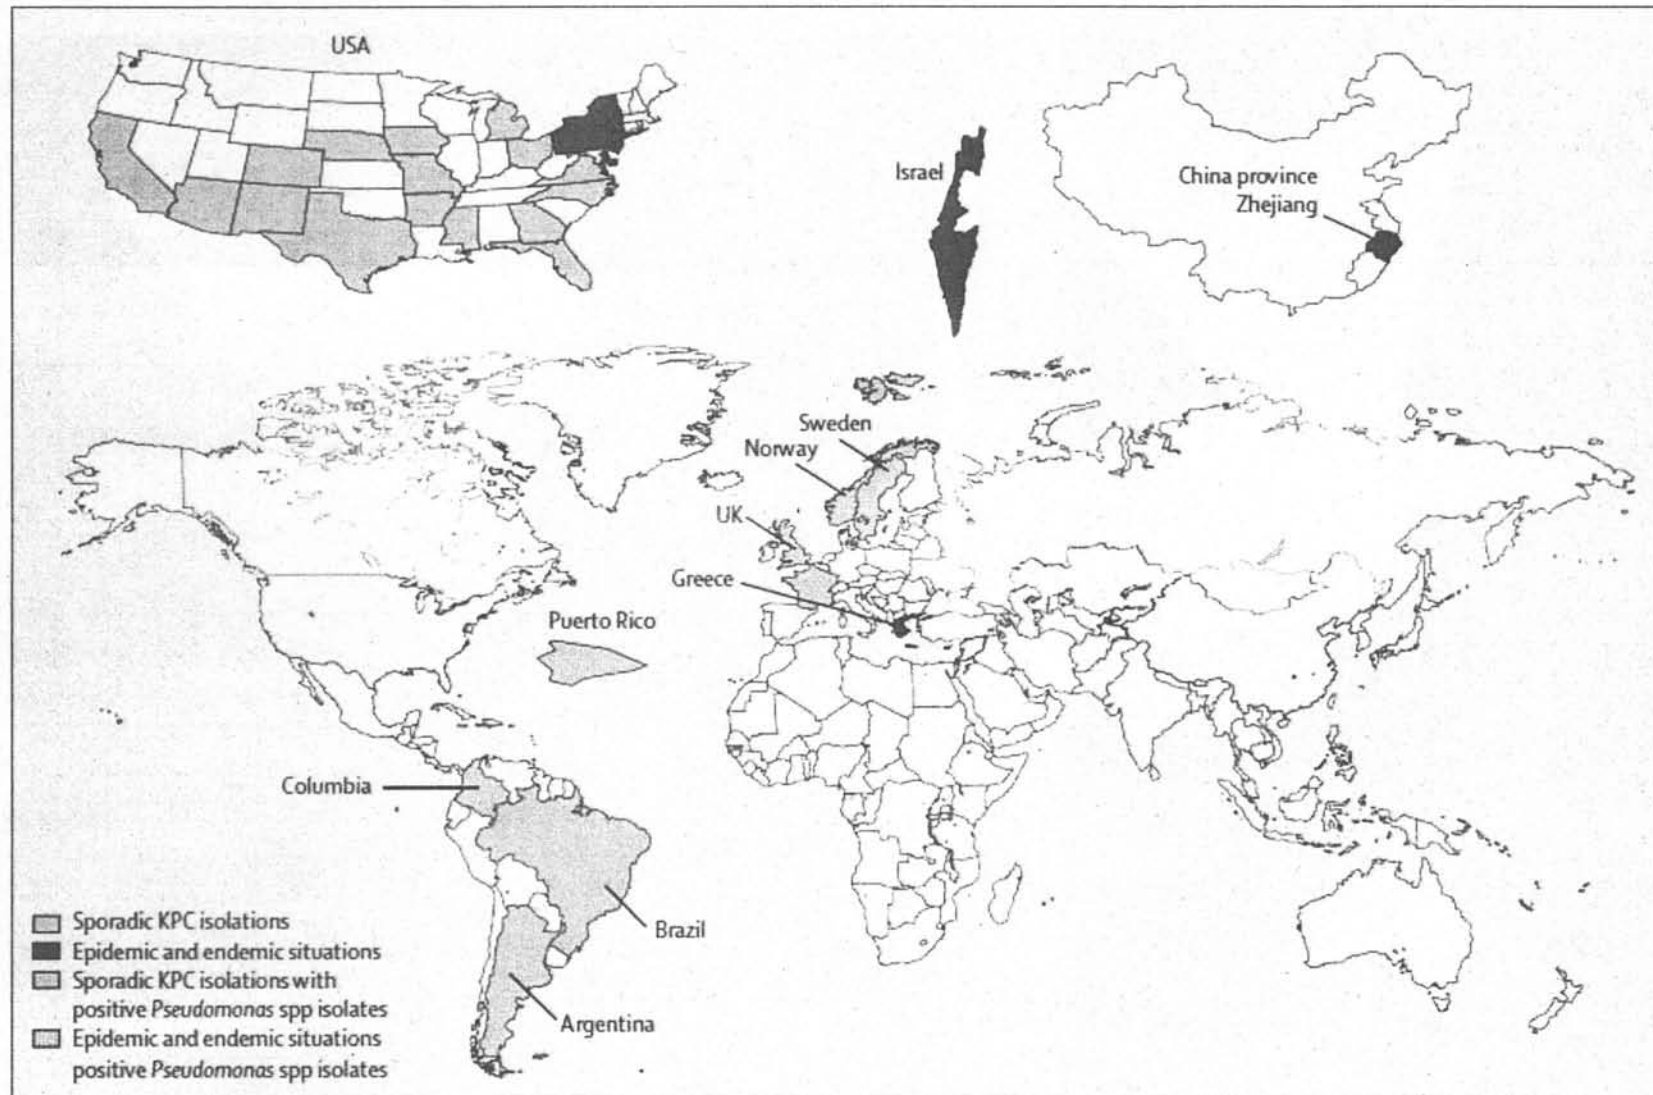 USA
Israel
China province
Zhejiang
Sweden
Norway
UK
Greece
Puerto Rico
Columbia
Brazil
Argentina
Sporadic KPC isolations
Epidemic and endemic situations
Sporadic KPC isolations with
positive Pseudomonas spp isolates
Epidemic and endemic situations
positive Pseudomonas spp isolates